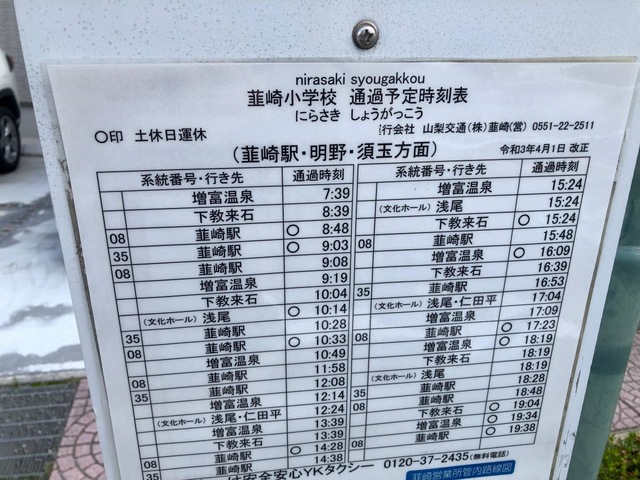 nirasaki syougakkou
韮崎小学校 通過予定時刻表
にらさき しょうがっこう
〇印 土休日運休
行会社 山梨交通(株)韮崎(営) 0551-22-2511
(韮崎駅・明野・須玉方面)
令和3年4月1日 改正
系統番号・行き先 通過時刻
増富温泉 7:39
下教来石 8:39
08 韮崎駅 〇 8:48
35 韮崎駅 〇 9:03
08 韮崎駅 9:08
増富温泉 9:19
下教来石 10:04
(文化ホール) 浅尾 〇 10:14
35 韮崎駅 10:28
08 韮崎駅 〇 10:33
増富温泉 10:49
08 韮崎駅 11:58
35 韮崎駅 12:08
増富温泉 12:14
(文化ホール) 浅尾・仁田平 12:24
下教来石 13:39
増富温泉 13:39
08 韮崎駅 〇 14:28
35 韮崎駅 14:38
系統番号・行き先 通過時刻
増富温泉 15:24
(文化ホール) 浅尾 15:24
下教来石 〇 15:24
08 韮崎駅 15:48
増富温泉 〇 16:09
下教来石 16:39
35 韮崎駅 16:53
(文化ホール) 浅尾・仁田平 17:04
増富温泉 17:09
08 韮崎駅 〇 17:23
増富温泉 〇 18:19
下教来石 18:19
(文化ホール) 浅尾 18:19
35 韮崎駅 18:28
08 韮崎駅 18:48
下教来石 〇 19:04
増富温泉 〇 19:34
08 韮崎駅 〇 19:38
は安全安心YKタクシー 0120-37-2435(無料電話)
韮崎営業所管内路線図